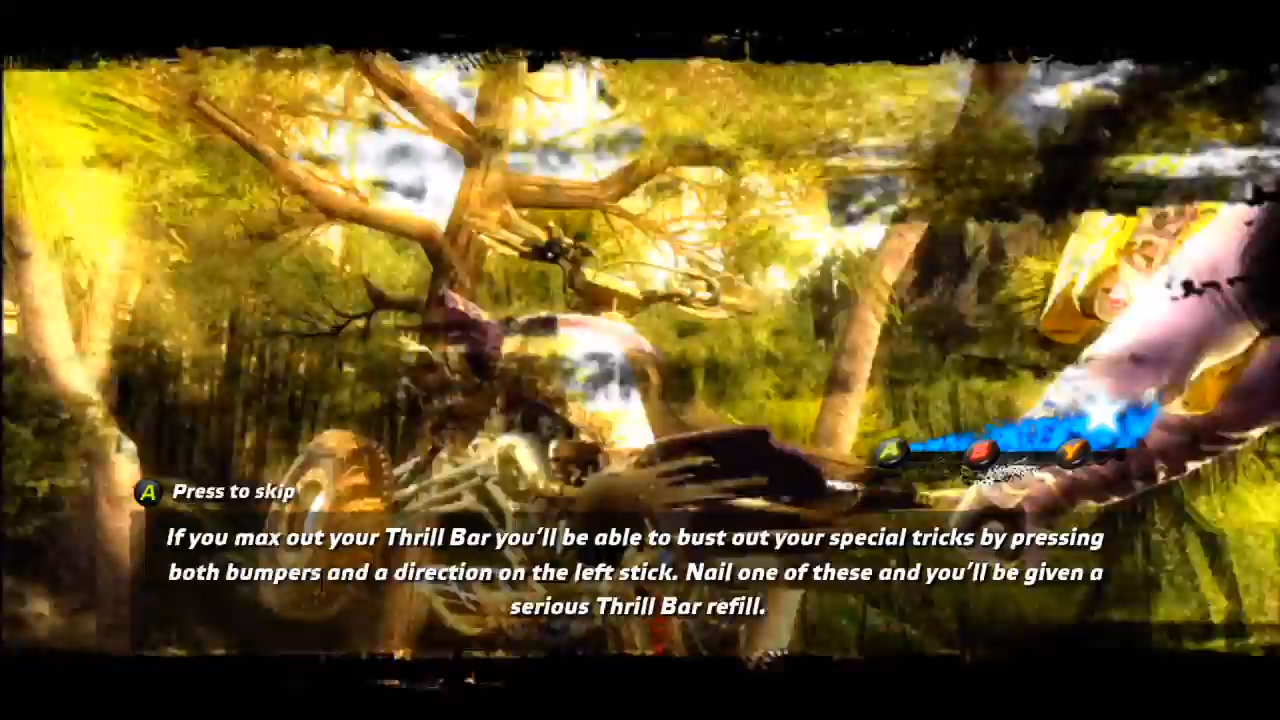 A B Y
A Press to skip
If you max out your Thrill Bar you'll be able to bust out your special tricks by pressing
both bumpers and a direction on the left stick. Nail one of these and you'll be given a
serious Thrill Bar refill.